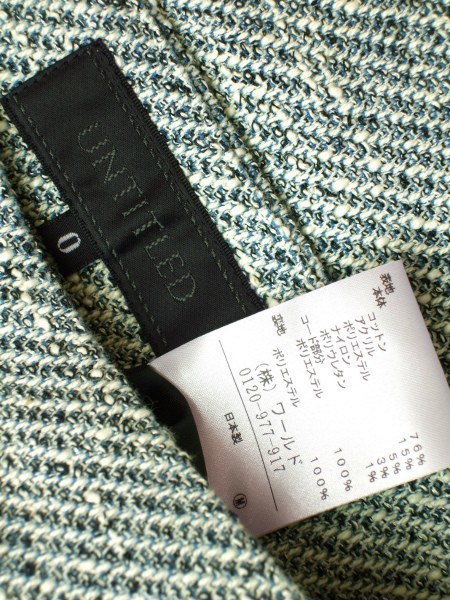 UNTITLED
0
表地
本体
コットン 76%
アクリル 15%
ポリエステル 5%
ナイロン 3%
ポリウレタン 1%
コード部分
ポリエステル 100%
裏地 ポリエステル 100%
(株) ワールド
0120-977-917
日本製
M